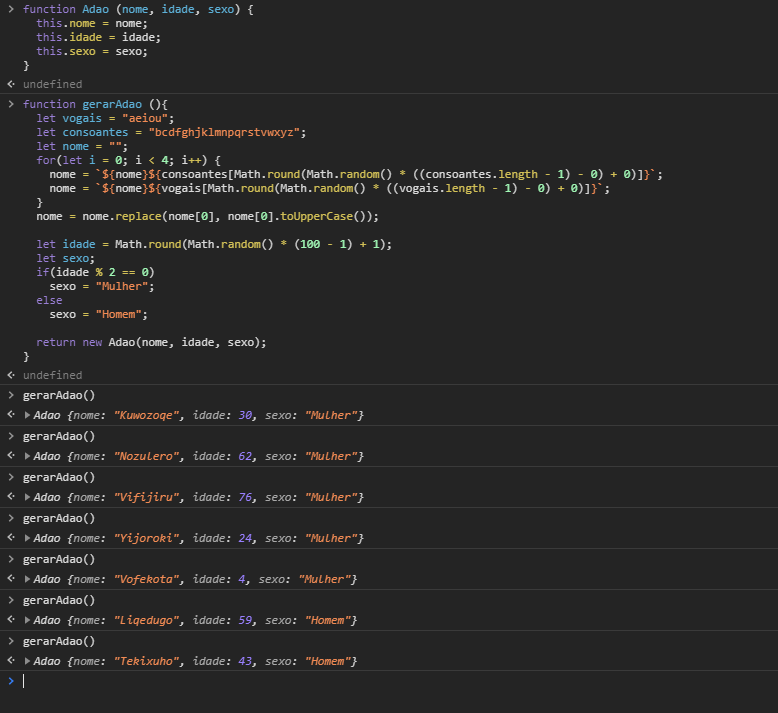 > function Adao (nome, idade, sexo) {
    this.nome = nome;
    this.idade = idade;
    this.sexo = sexo;
  }
<· undefined
> function gerarAdao (){
    let vogais = "aeiou";
    let consoantes = "bcdfghjklmnpqrstvwxyz";
    let nome = "";
    for(let i = 0; i < 4; i++) {
      nome = `${nome}${consoantes[Math.round(Math.random() * ((consoantes.length - 1) - 0) + 0)]}`;
      nome = `${nome}${vogais[Math.round(Math.random() * ((vogais.length - 1) - 0) + 0)]}`;
    }
    nome = nome.replace(nome[0], nome[0].toUpperCase());

    let idade = Math.round(Math.random() * (100 - 1) + 1);
    let sexo;
    if(idade % 2 == 0)
      sexo = "Mulher";
    else
      sexo = "Homem";

    return new Adao(nome, idade, sexo);
  }
<· undefined
> gerarAdao()
<· ▶ Adao {nome: "Kuwozoqe", idade: 30, sexo: "Mulher"}
> gerarAdao()
<· ▶ Adao {nome: "Nozulero", idade: 62, sexo: "Mulher"}
> gerarAdao()
<· ▶ Adao {nome: "Vifijiru", idade: 76, sexo: "Mulher"}
> gerarAdao()
<· ▶ Adao {nome: "Yijoroki", idade: 24, sexo: "Mulher"}
> gerarAdao()
<· ▶ Adao {nome: "Vofekota", idade: 4, sexo: "Mulher"}
> gerarAdao()
<· ▶ Adao {nome: "Liqedugo", idade: 59, sexo: "Homem"}
> gerarAdao()
<· ▶ Adao {nome: "Tekixuho", idade: 43, sexo: "Homem"}
>